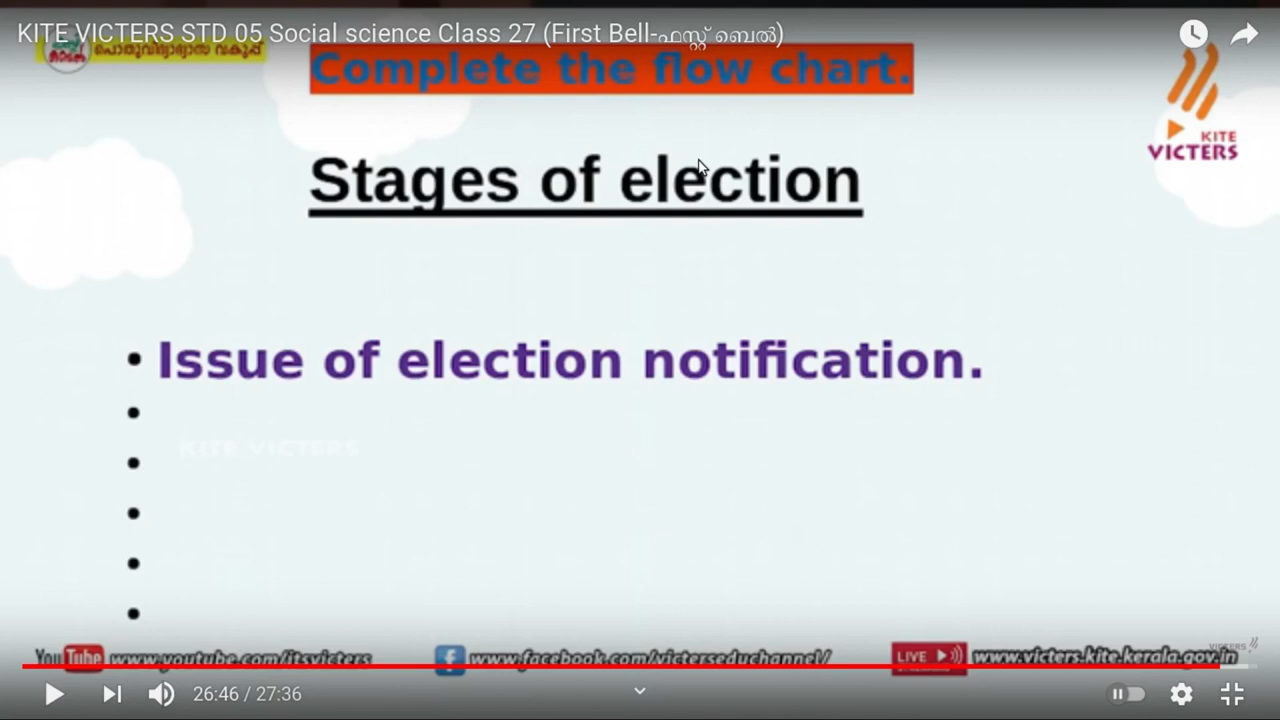 KITE VICTERS STD 05 Social science Class 27 (First Bell-ഫസ്റ്റ് ബെൽ)
പൊതുവിദ്യാഭ്യാസ വകുപ്പ്
Complete the flow chart.
KITE
VICTERS
Stages of election
• Issue of election notification.
•
•
KITE VICTERS
•
•
•
YouTube www.youtube.com/itsvicters
f www.facebook.com/victerseduchannel/
LIVE www.victers.kite.kerala.gov.in
VICTERS
26:46 / 27:36